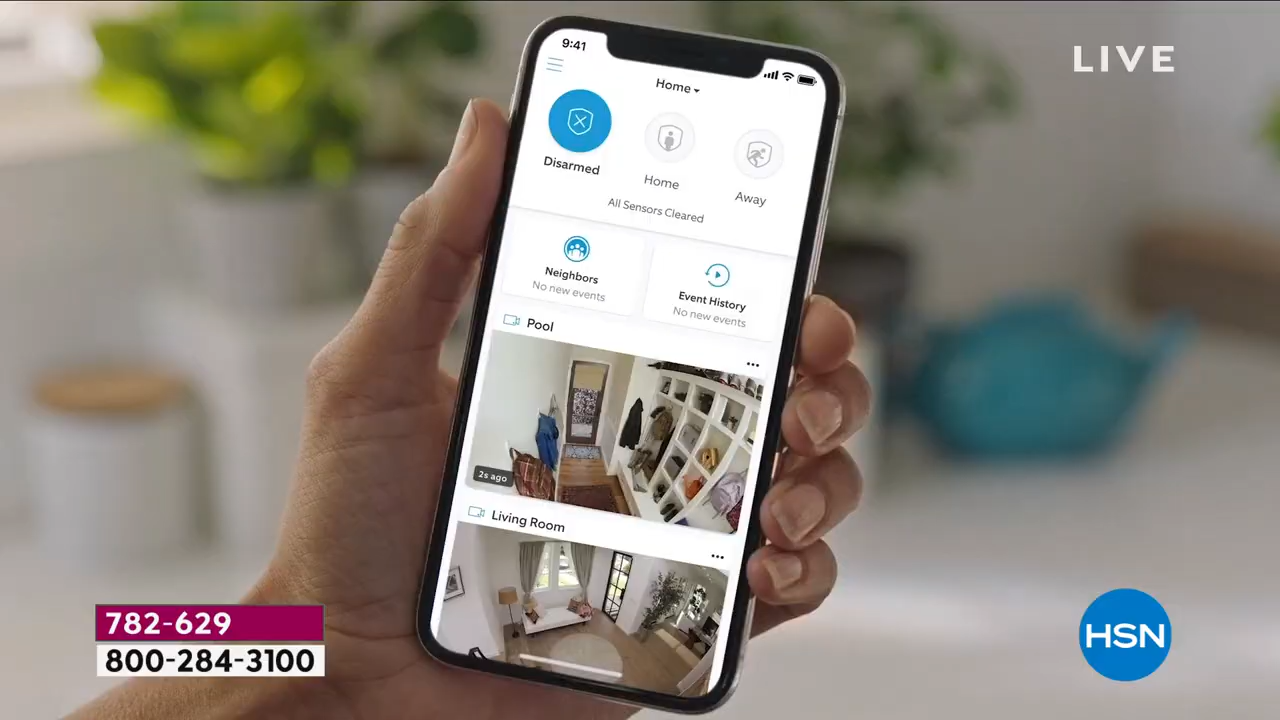 LIVE
9:41
Home
Disarmed
Home
Away
All Sensors Cleared
Neighbors
No new events
Event History
No new events
Pool
2s ago
Living Room
782-629
800-284-3100
HSN